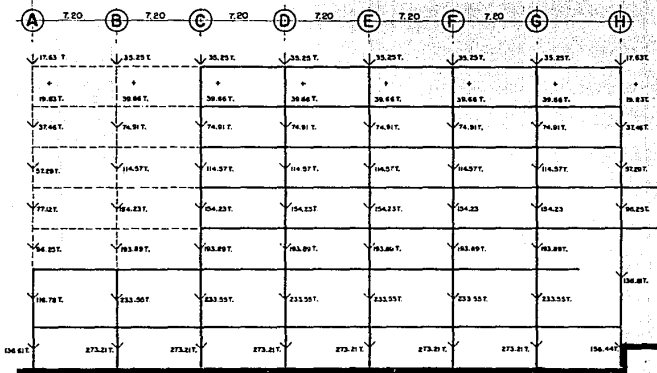 A 7.20 B 7.20 C 7.20 D 7.20 E 7.20 F 7.20 G 7.20 H
17.63 T. 35.25 T. 35.25 T. 35.25 T. 35.25 T. 35.25 T. 35.25 T. 17.63 T.
+ + + + + + + +
19.83 T. 39.66 T. 39.66 T. 39.66 T. 39.66 T. 39.66 T. 39.66 T. 19.83 T.
37.46 T. 74.91 T. 74.91 T. 74.91 T. 74.91 T. 74.91 T. 74.91 T. 37.46 T.
57.29 T. 114.57 T. 114.57 T. 114.57 T. 114.57 T. 114.57 T. 114.57 T. 57.29 T.
77.12 T. 154.23 T. 154.23 T. 154.23 T. 154.23 T. 154.23 154.23 96.25 T.
193.89 T. 193.89 T. 193.89 T. 193.89 T. 193.89 T. 193.89 T.
116.78 T. 233.55 T. 233.55 T. 233.55 T. 233.55 T. 233.55 T. 233.55 T.
136.61 T. 273.21 T. 273.21 T. 273.21 T. 273.21 T. 273.21 T. 273.21 T. 156.44 T.